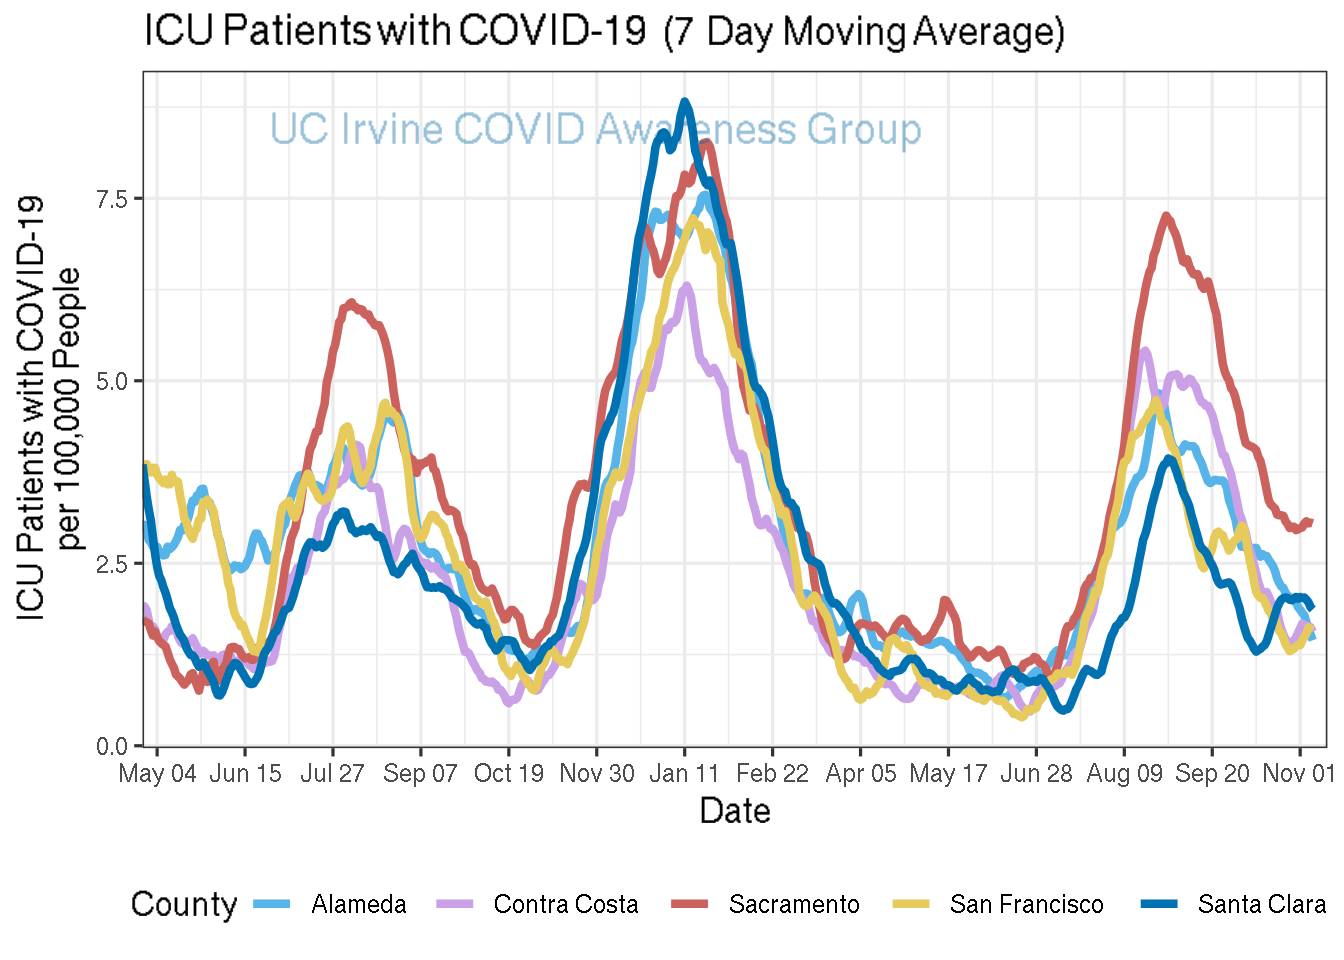 ICU Patients with COVID-19 (7 Day Moving Average)
UC Irvine COVID Awareness Group
ICU Patients with COVID-19
per 100,000 People
7.5
5.0
2.5
0.0
May 04 Jun 15 Jul 27 Sep 07 Oct 19 Nov 30 Jan 11 Feb 22 Apr 05 May 17 Jun 28 Aug 09 Sep 20 Nov 01
Date
County Alameda Contra Costa Sacramento San Francisco Santa Clara